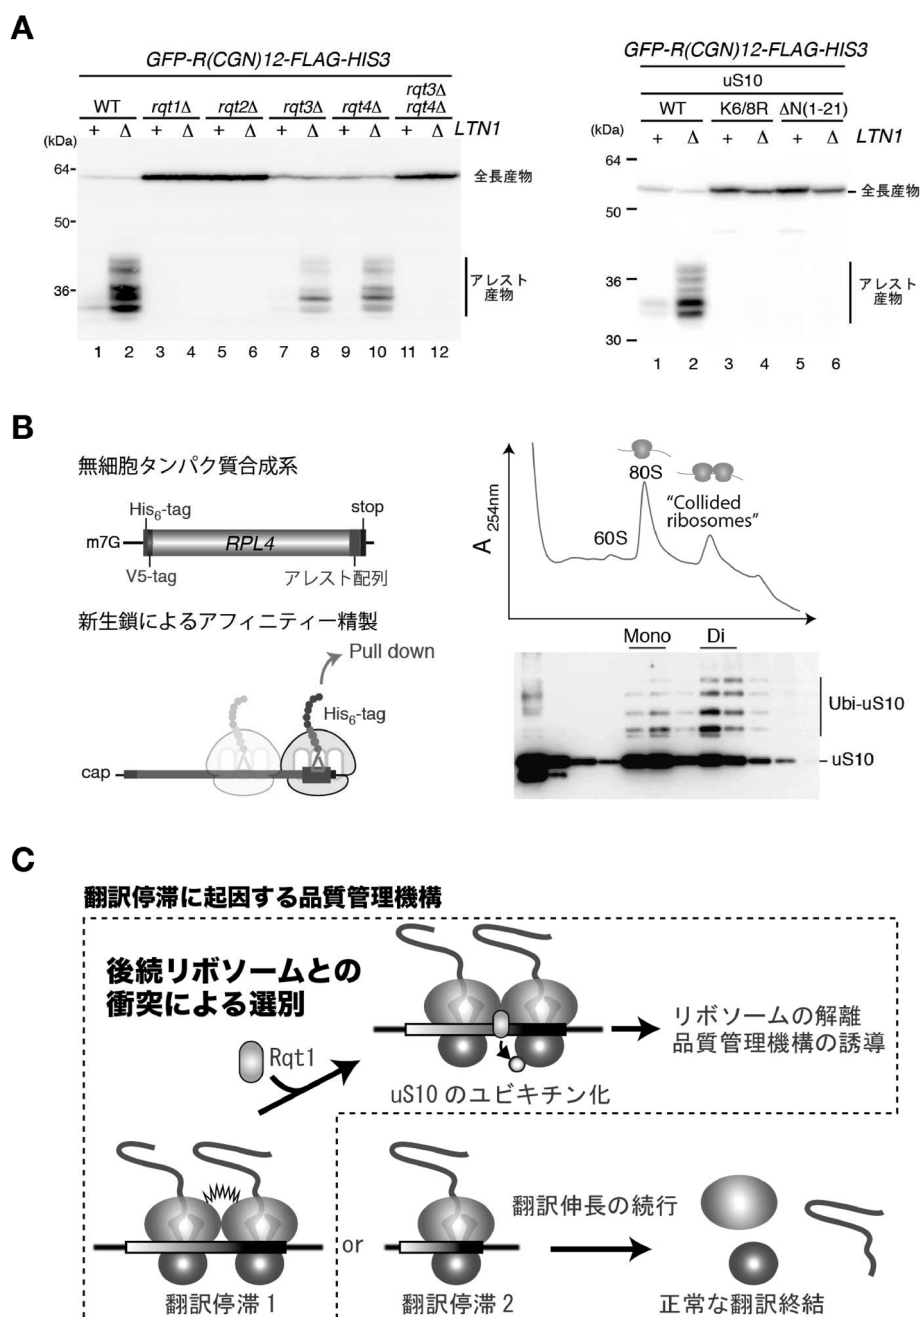 A
GFP-R(CGN)12-FLAG-HIS3
rqt3Δ
WT rqt1Δ rqt2Δ rqt3Δ rqt4Δ rqt4Δ
+ Δ + Δ + Δ + Δ + Δ + Δ LTN1
(kDa)
64
全長産物
50
36
アレスト
産物
1 2 3 4 5 6 7 8 9 10 11 12
GFP-R(CGN)12-FLAG-HIS3
uS10
WT K6/8R ΔN(1-21)
+ Δ + Δ + Δ LTN1
(kDa)
64
全長産物
50
36
アレスト
産物
30
1 2 3 4 5 6
B
無細胞タンパク質合成系
His6-tag stop
m7G RPL4
V5-tag アレスト配列
新生鎖によるアフィニティー精製
Pull down
His6-tag
cap
A 254nm
60S
80S
“Collided
ribosomes”
Mono Di
Ubi-uS10
uS10
C
翻訳停滞に起因する品質管理機構
後続リボソームとの
衝突による選別
Rqt1
uS10のユビキチン化
リボソームの解離
品質管理機構の誘導
翻訳停滞1
or
翻訳停滞2
翻訳伸長の続行
正常な翻訳終結